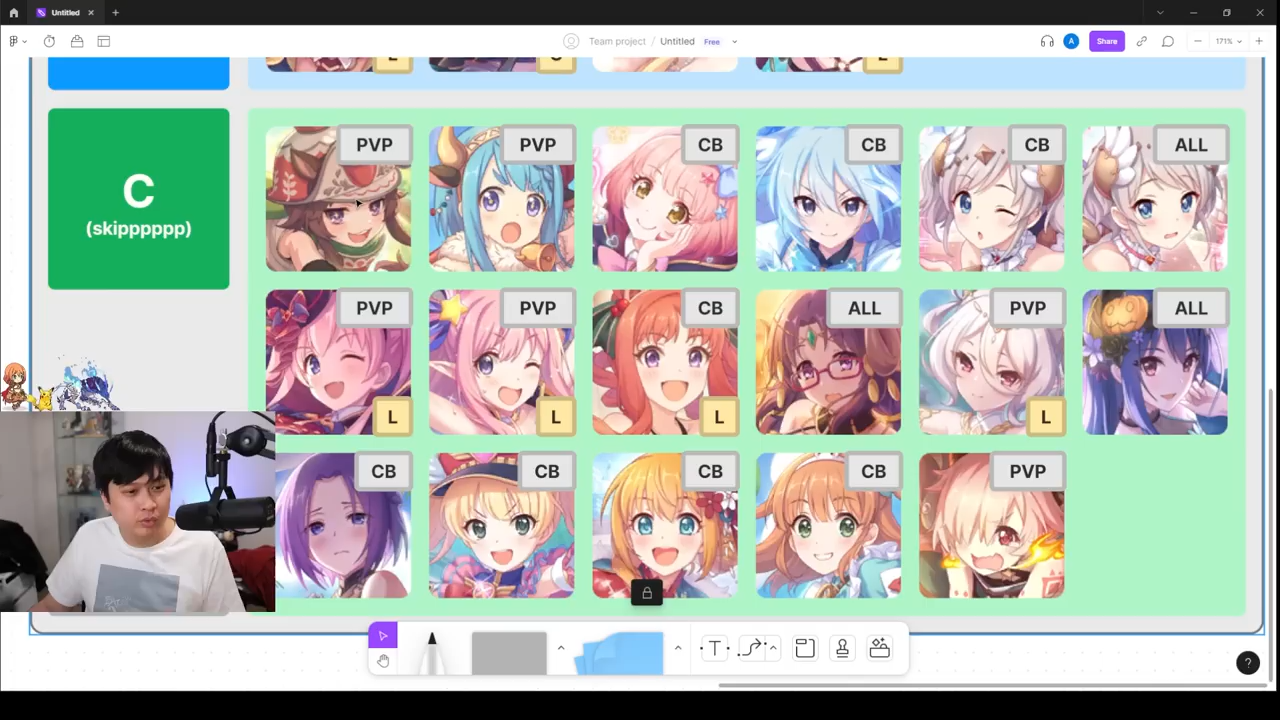 Untitled
Team project / Untitled Free
A
Share
171%
L
L
C
(skipppppp)
PVP PVP CB CB CB ALL
PVP PVP CB ALL PVP ALL
L L L L
CB CB CB CB PVP
T
?